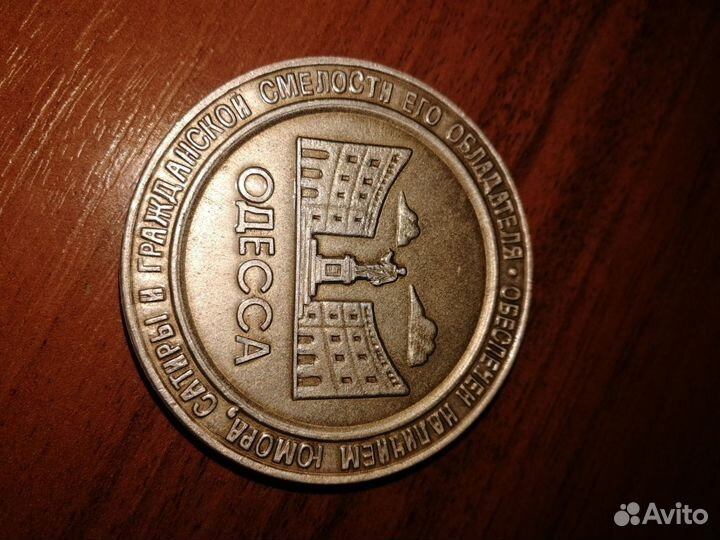 ОБЕСПЕЧЕН НАЛИЧИЕМ ЮМОРА, САТИРЫ И ГРАЖДАНСКОЙ СМЕЛОСТИ ЕГО ОБЛАДАТЕЛЯ •
ОДЕССА
Avito